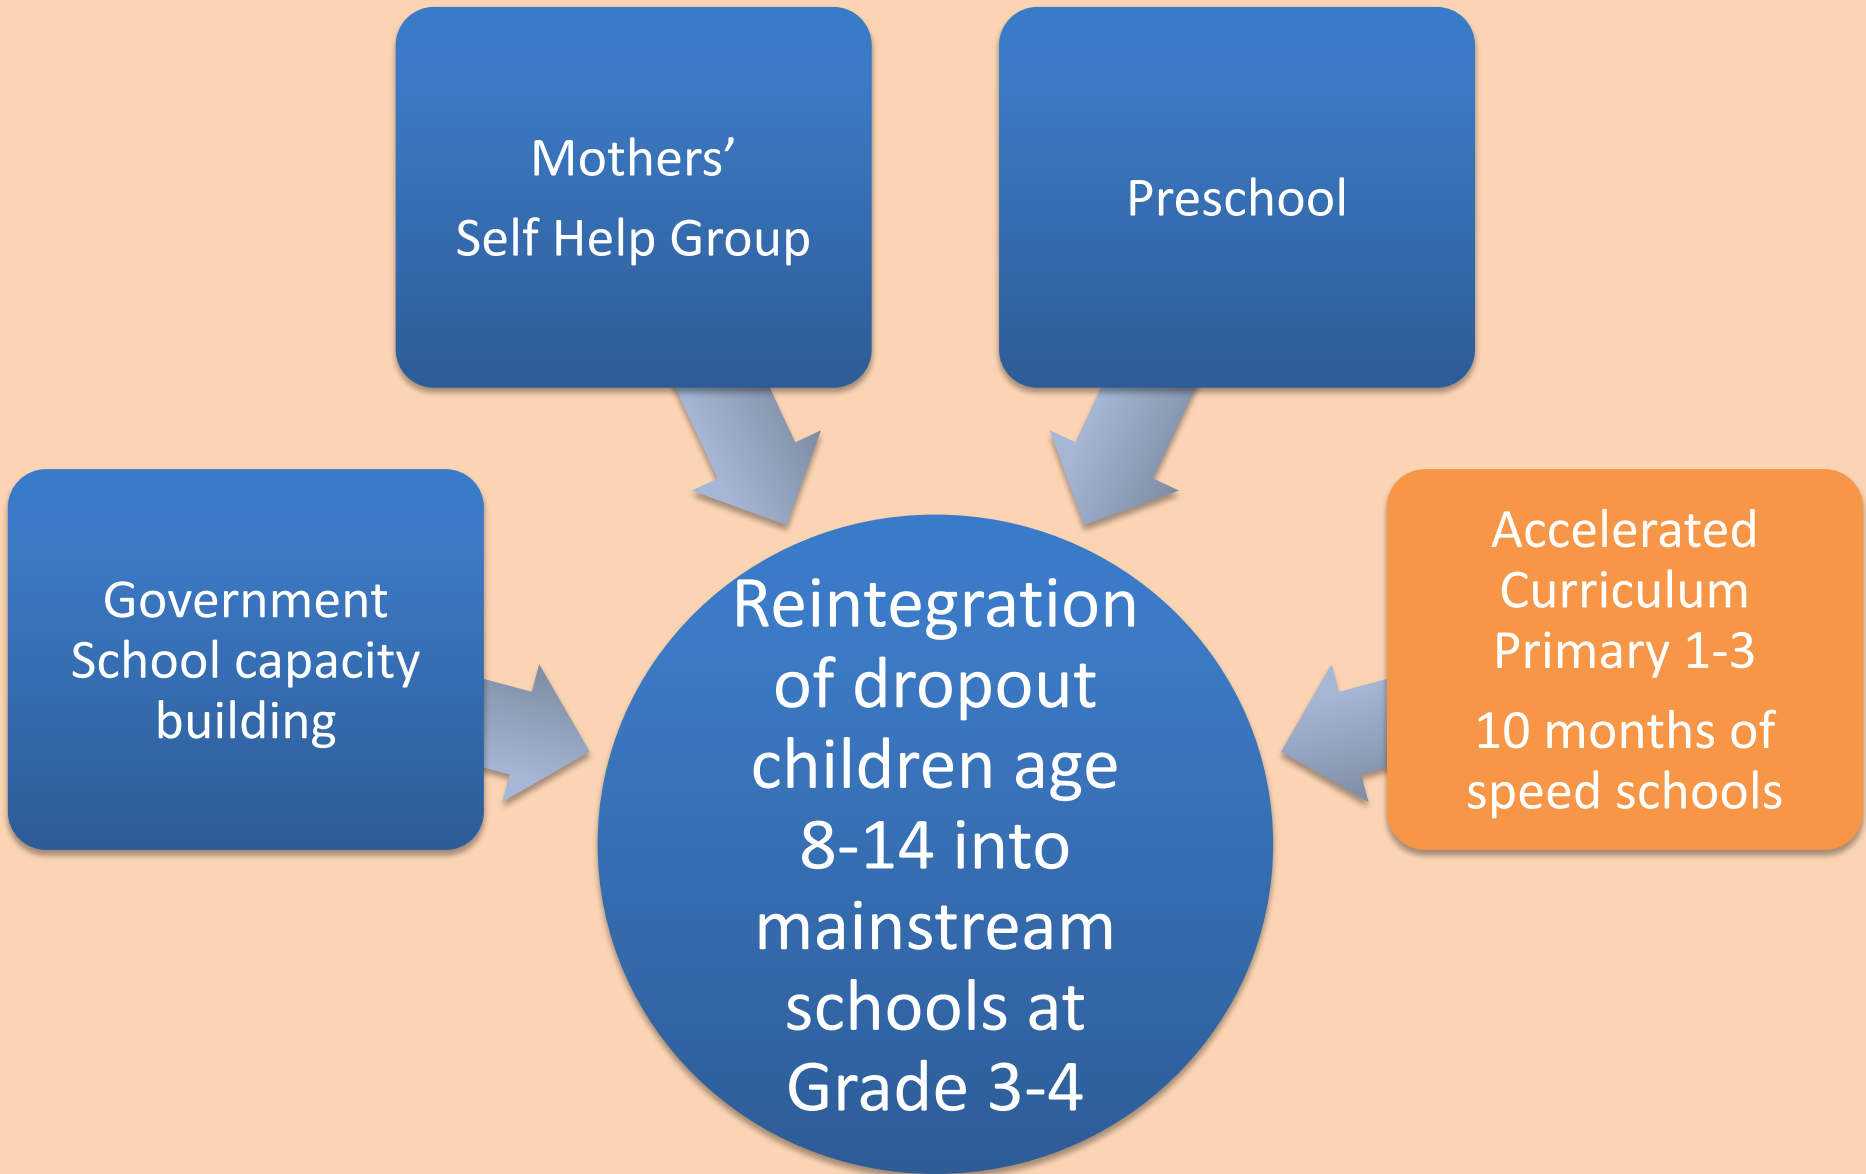 Mothers’
Self Help Group
Preschool
Government
School capacity
building
Reintegration
of dropout
children age
8-14 into
mainstream
schools at
Grade 3-4
Accelerated
Curriculum
Primary 1-3
10 months of
speed schools